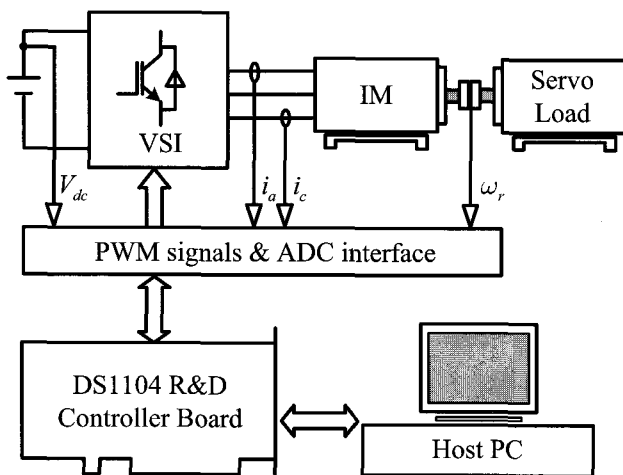 VSI
IM
Servo
Load
V_dc
i_a
i_c
ω_r
PWM signals & ADC interface
DS1104 R&D
Controller Board
Host PC